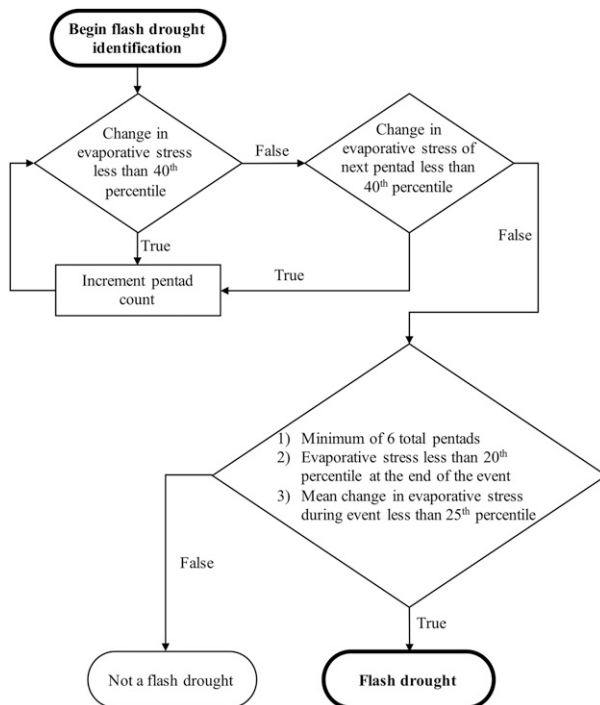 Begin flash drought
identification
Change in
evaporative stress
less than 40th
percentile
False
Change in
evaporative stress of
next pentad less than
40th percentile
True
Increment pentad
count
True
False
1) Minimum of 6 total pentads
2) Evaporative stress less than 20th
percentile at the end of the event
3) Mean change in evaporative stress
during event less than 25th percentile
False
True
Not a flash drought
Flash drought